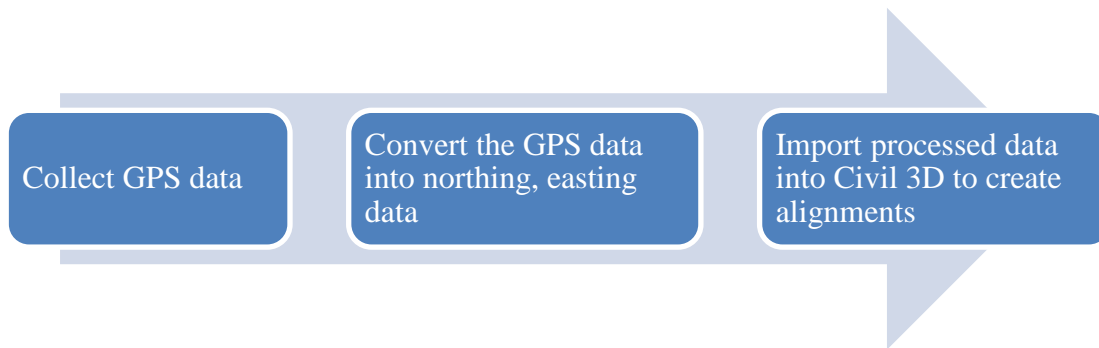 Collect GPS data
Convert the GPS data
into northing, easting
data
Import processed data
into Civil 3D to create
alignments